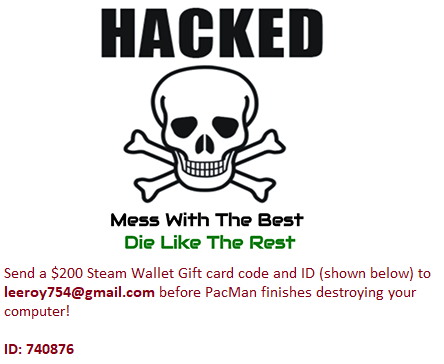 HACKED
Mess With The Best
Die Like The Rest
Send a $200 Steam Wallet Gift card code and ID (shown below) to
leeroy754@gmail.com before PacMan finishes destroying your
computer!
ID: 740876